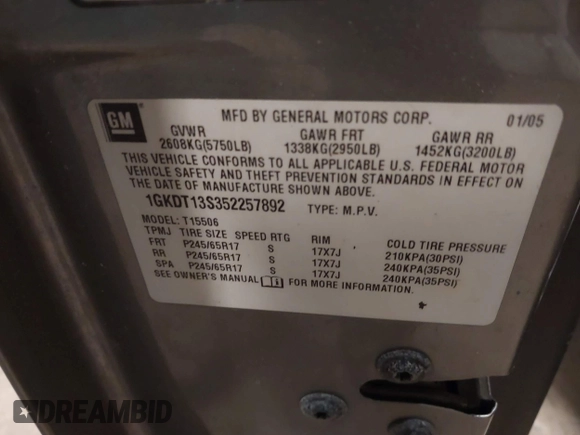 GM
MFD BY GENERAL MOTORS CORP. 01/05
GVWR GAWR FRT GAWR RR
2608KG(5750LB) 1338KG(2950LB) 1452KG(3200LB)
THIS VEHICLE CONFORMS TO ALL APPLICABLE U.S. FEDERAL MOTOR
VEHICLE SAFETY AND THEFT PREVENTION STANDARDS IN EFFECT ON
THE DATE OF MANUFACTURE SHOWN ABOVE.
1GKDT13S352257892 TYPE: M.P.V.
MODEL: T15506
TPMJ TIRE SIZE SPEED RTG RIM COLD TIRE PRESSURE
FRT P245/65R17 S 17X7J 210KPA(30PSI)
RR P245/65R17 S 17X7J 240KPA(35PSI)
SPA P245/65R17 S 17X7J 240KPA(35PSI)
SEE OWNER'S MANUAL FOR MORE INFORMATION.
DREAMBID